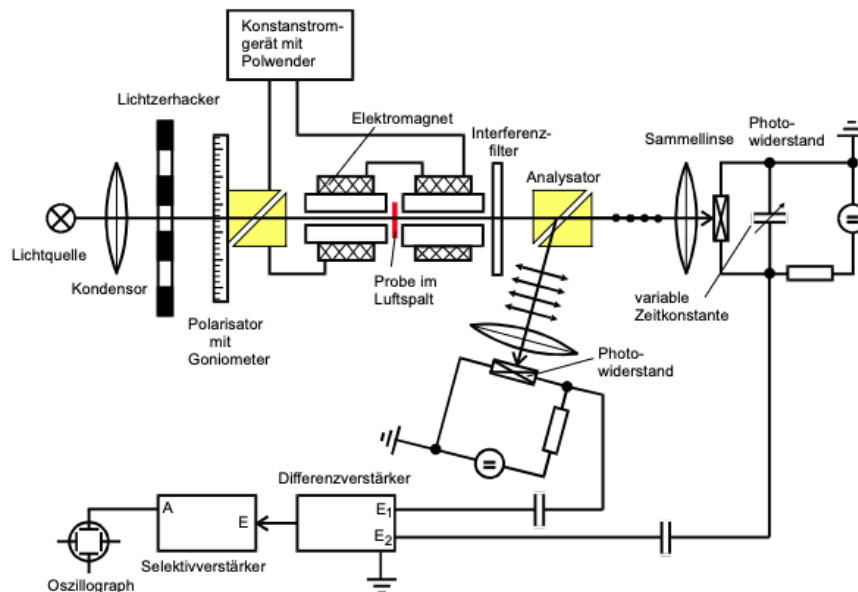 Konstanstrom-
gerät mit
Polwender
Lichtzerhacker
Elektromagnet
Interferenz-
filter
Analysator
Sammellinse
Photo-
widerstand
Lichtquelle
Kondensor
Polarisator
mit
Goniometer
Probe im
Luftspalt
variable
Zeitkonstante
Photo-
widerstand
Differenzverstärker
A
E
E1
E2
Selektivverstärker
Oszillograph